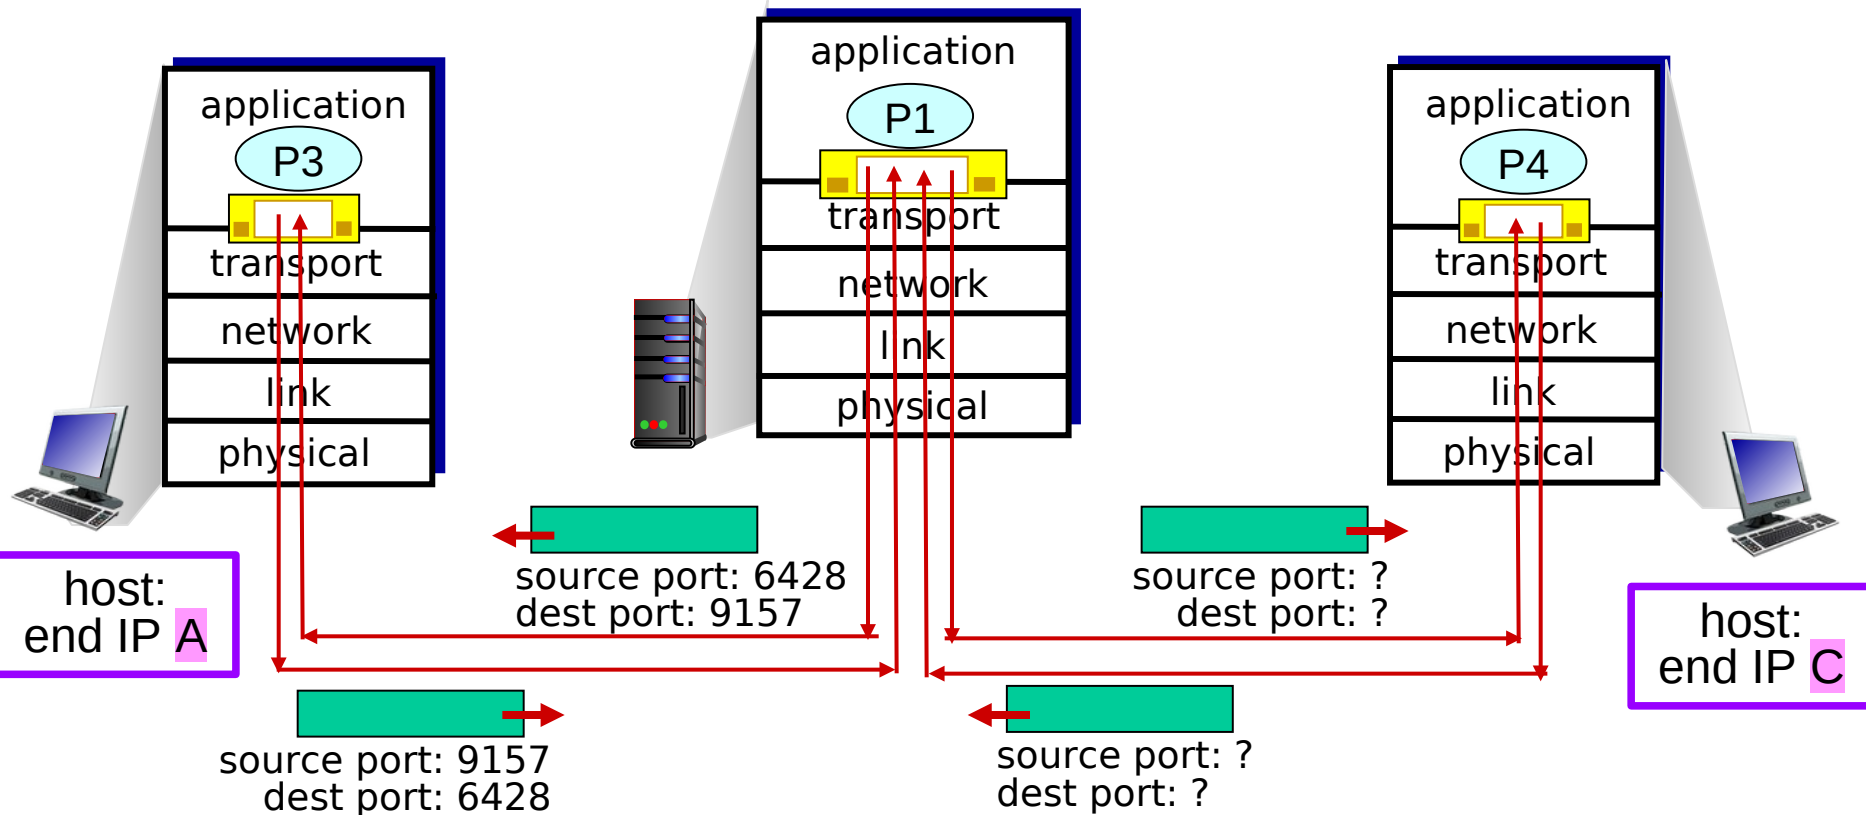 application
P3
transport
network
link
physical
host:
end IP A
application
P1
transport
network
link
physical
application
P4
transport
network
link
physical
host:
end IP C
source port: 6428
dest port: 9157
source port: 9157
dest port: 6428
source port: ?
dest port: ?
source port: ?
dest port: ?